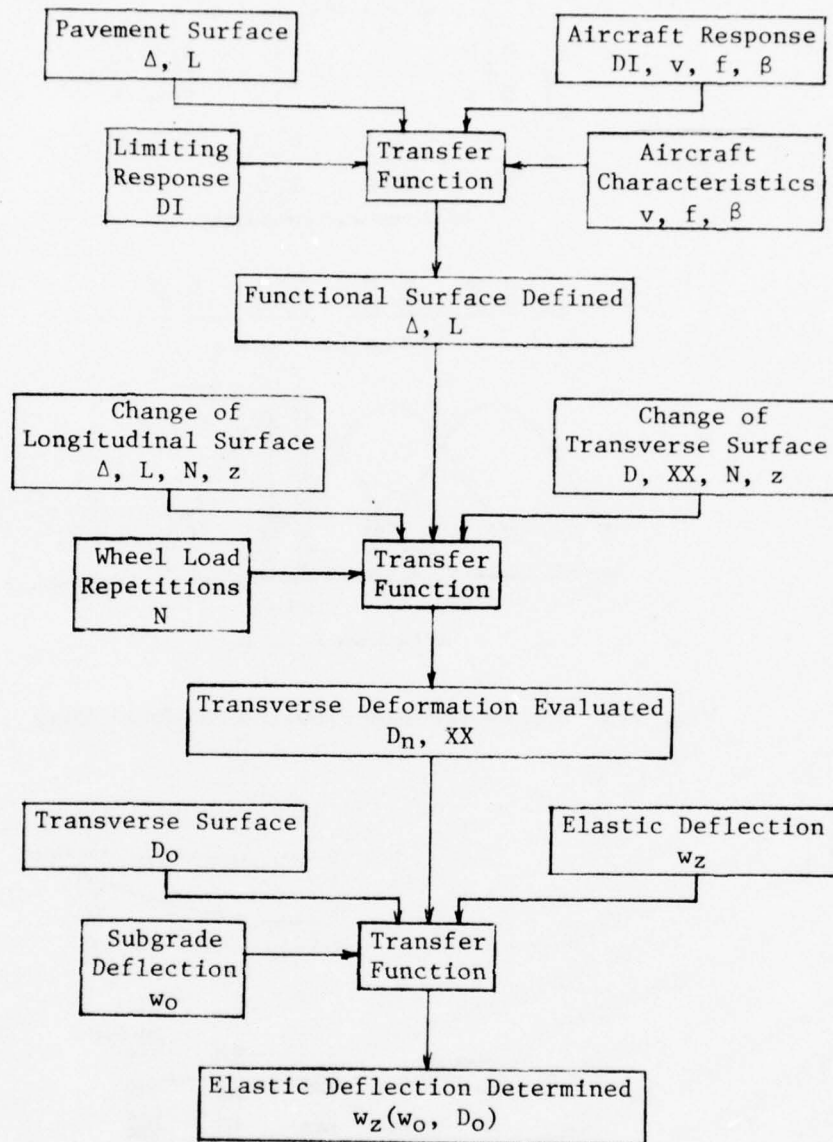 Pavement Surface
Δ, L
Aircraft Response
DI, v, f, β
Limiting
Response
DI
Transfer
Function
Aircraft
Characteristics
v, f, β
Functional Surface Defined
Δ, L
Change of
Longitudinal Surface
Δ, L, N, z
Change of
Transverse Surface
D, XX, N, z
Wheel Load
Repetitions
N
Transfer
Function
Transverse Deformation Evaluated
Dn, XX
Transverse Surface
Do
Elastic Deflection
wz
Subgrade
Deflection
wo
Transfer
Function
Elastic Deflection Determined
wz(wo, Do)